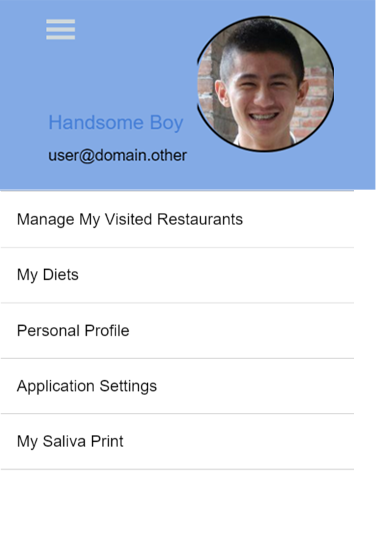 Handsome Boy
user@domain.other
Manage My Visited Restaurants
My Diets
Personal Profile
Application Settings
My Saliva Print